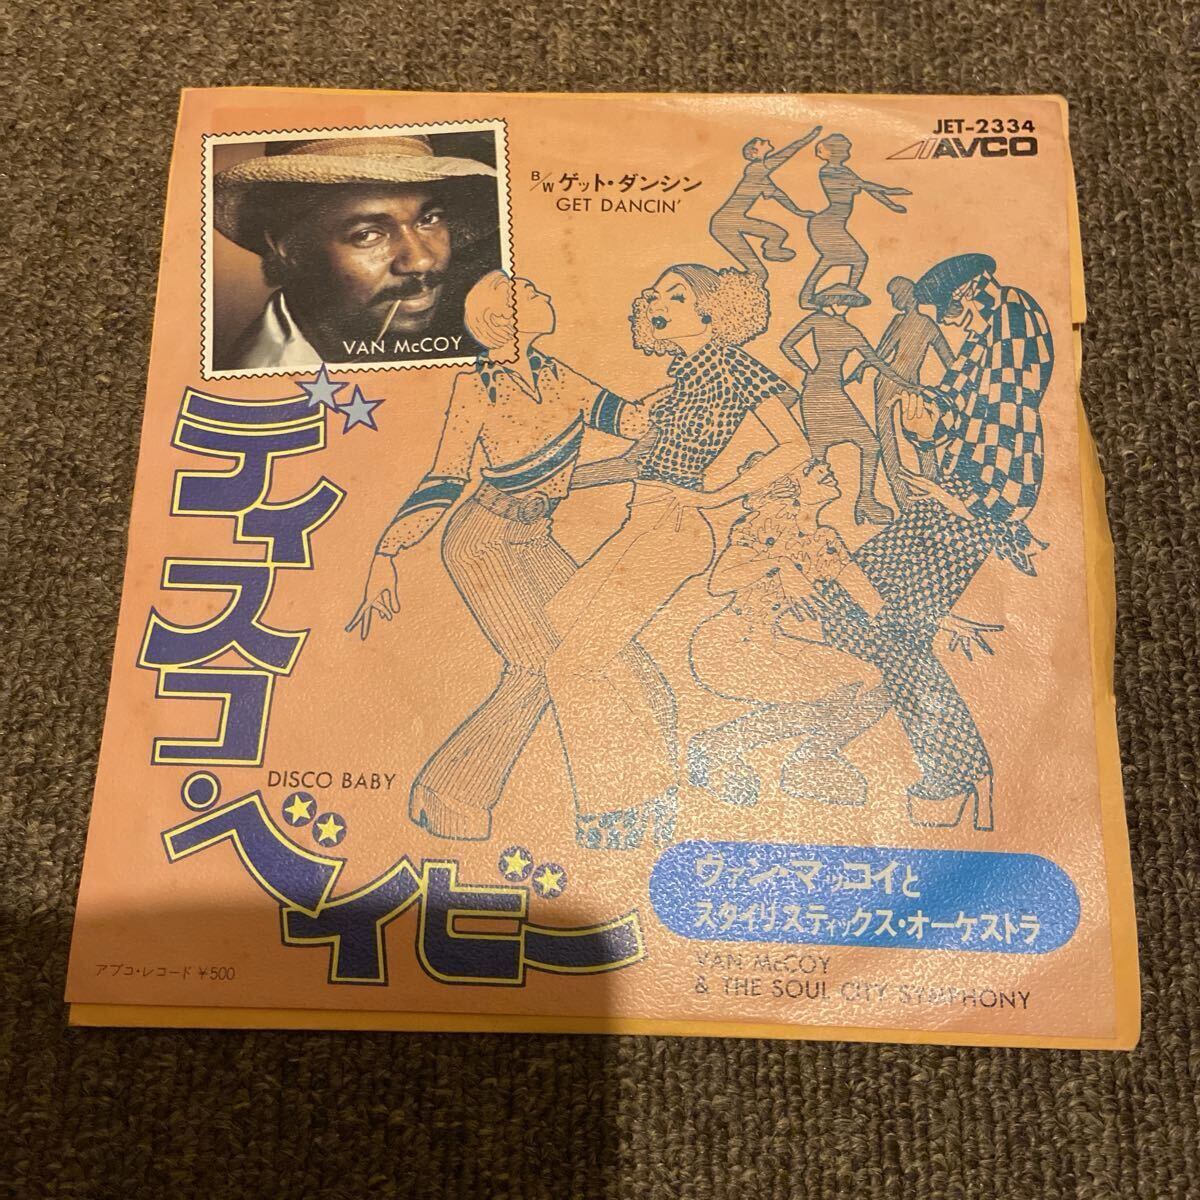 JET-2334
AVCO
B/W ゲット・ダンシン
GET DANCIN'
VAN McCOY
ディスコ・ベイビー
DISCO BABY
ヴァン・マッコイと
スタイリスティックス・オーケストラ
VAN McCOY
& THE SOUL CITY SYMPHONY
アブコ・レコード ¥500